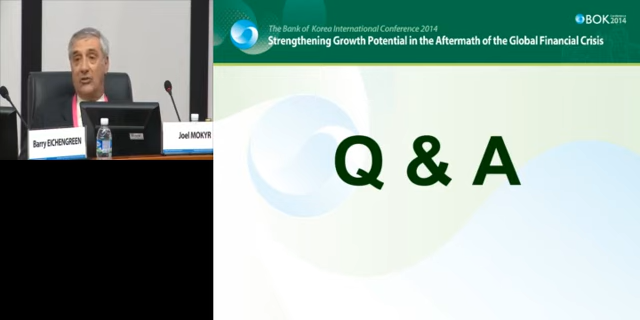 The Bank of Korea International Conference 2014
Strengthening Growth Potential in the Aftermath of the Global Financial Crisis
BOK
2014
Q & A
Barry EICHENGREEN
Joel MOKYR